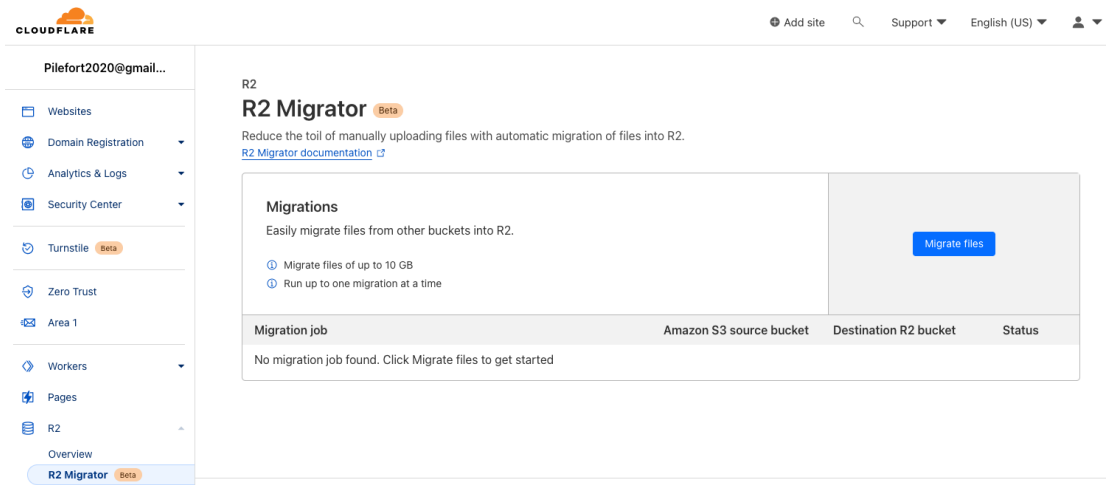 CLOUDFLARE
Add site
Support
English (US)
Pilefort2020@gmail...
Websites
Domain Registration
Analytics & Logs
Security Center
Turnstile Beta
Zero Trust
Area 1
Workers
Pages
R2
Overview
R2 Migrator Beta
R2
R2 Migrator Beta
Reduce the toil of manually uploading files with automatic migration of files into R2.
R2 Migrator documentation
Migrations
Easily migrate files from other buckets into R2.
Migrate files of up to 10 GB
Run up to one migration at a time
Migrate files
Migration job Amazon S3 source bucket Destination R2 bucket Status
No migration job found. Click Migrate files to get started